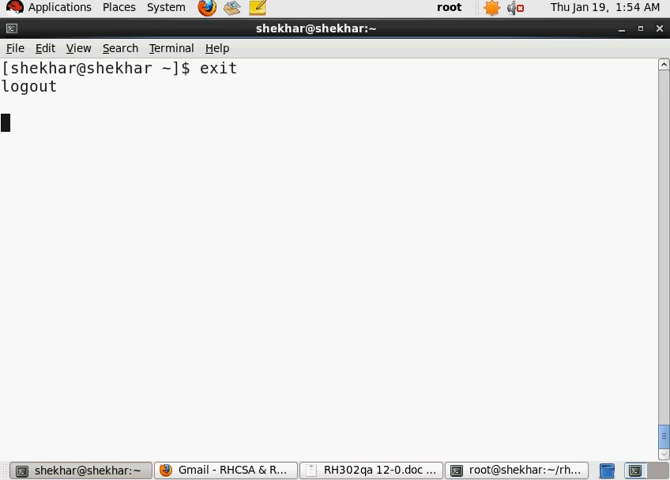 Applications Places System root Thu Jan 19, 1:54 AM
shekhar@shekhar:~
File Edit View Search Terminal Help
[shekhar@shekhar ~]$ exit
logout
shekhar@shekhar:~ Gmail - RHCSA & R... RH302qa 12-0.doc ... root@shekhar:~/rh...